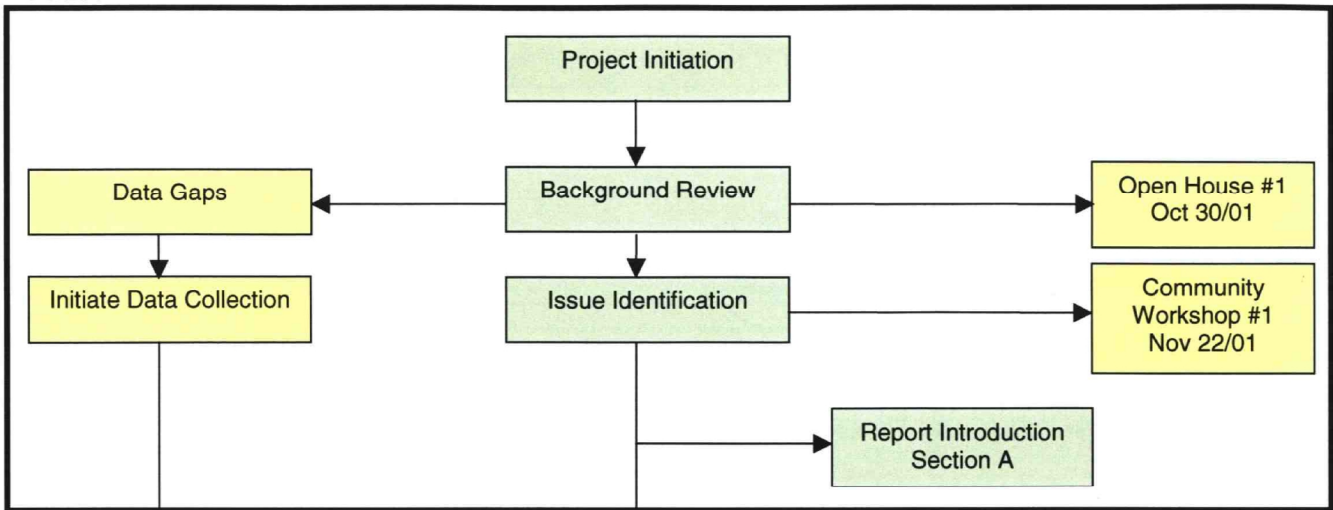 Project Initiation
Background Review
Data Gaps
Open House #1
Oct 30/01
Initiate Data Collection
Issue Identification
Community
Workshop #1
Nov 22/01
Report Introduction
Section A